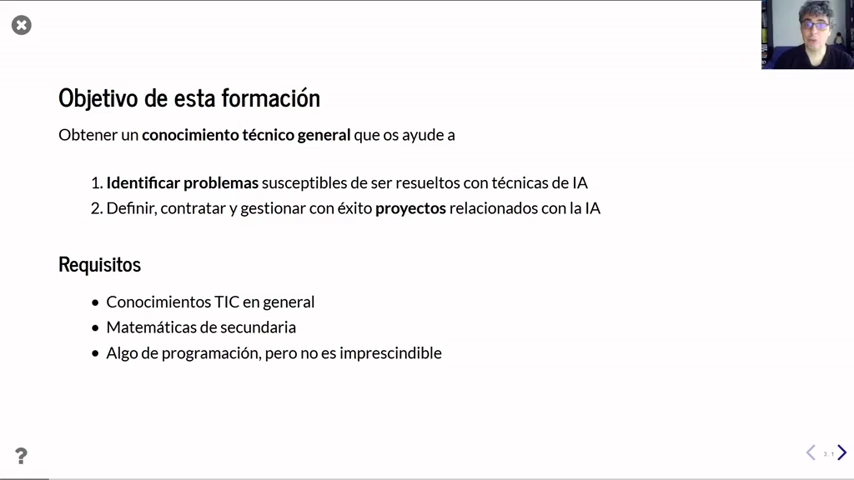 Objetivo de esta formación
Obtener un conocimiento técnico general que os ayude a
1. Identificar problemas susceptibles de ser resueltos con técnicas de IA
2. Definir, contratar y gestionar con éxito proyectos relacionados con la IA
Requisitos
• Conocimientos TIC en general
• Matemáticas de secundaria
• Algo de programación, pero no es imprescindible
?